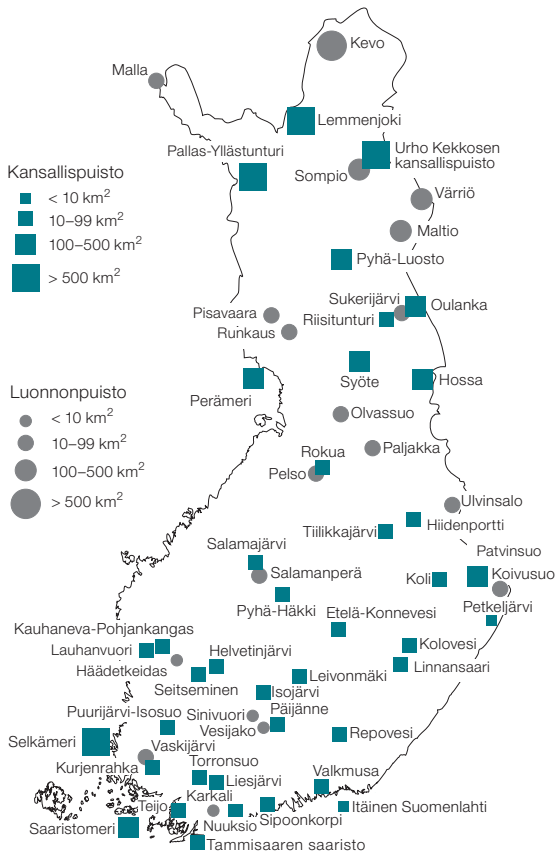 Kevo
Malla
Lemmenjoki
Pallas-Yllästunturi
Urho Kekkosen
kansallispuisto
Sompio
Kansallispuisto
< 10 km²
10–99 km²
100–500 km²
> 500 km²
Värriö
Maltio
Pyhä-Luosto
Sukerijärvi
Oulanka
Pisavaara
Riisitunturi
Runkaus
Syöte
Hossa
Perämeri
Luonnonpuisto
< 10 km²
10–99 km²
100–500 km²
> 500 km²
Olvassuo
Paljakka
Rokua
Pelso
Ulvinsalo
Hiidenportti
Tiilikkajärvi
Salamajärvi
Patvinsuo
Salamanperä
Koli
Koivusuo
Pyhä-Häkki
Etelä-Konnevesi
Petkeljärvi
Kauhaneva-Pohjankangas
Lauhanvuori
Helvetinjärvi
Kolovesi
Häädetkeidas
Linnansaari
Seitseminen
Leivonmäki
Isojärvi
Puurijärvi-Isosuo
Sinivuori
Päijänne
Vesijako
Selkämeri
Repovesi
Vaskijärvi
Kurjenrahka
Torronsuo
Liesjärvi
Valkmusa
Karkali
Teijo
Itäinen Suomenlahti
Sipoonkorpi
Nuuksio
Saaristomeri
Tammisaaren saaristo